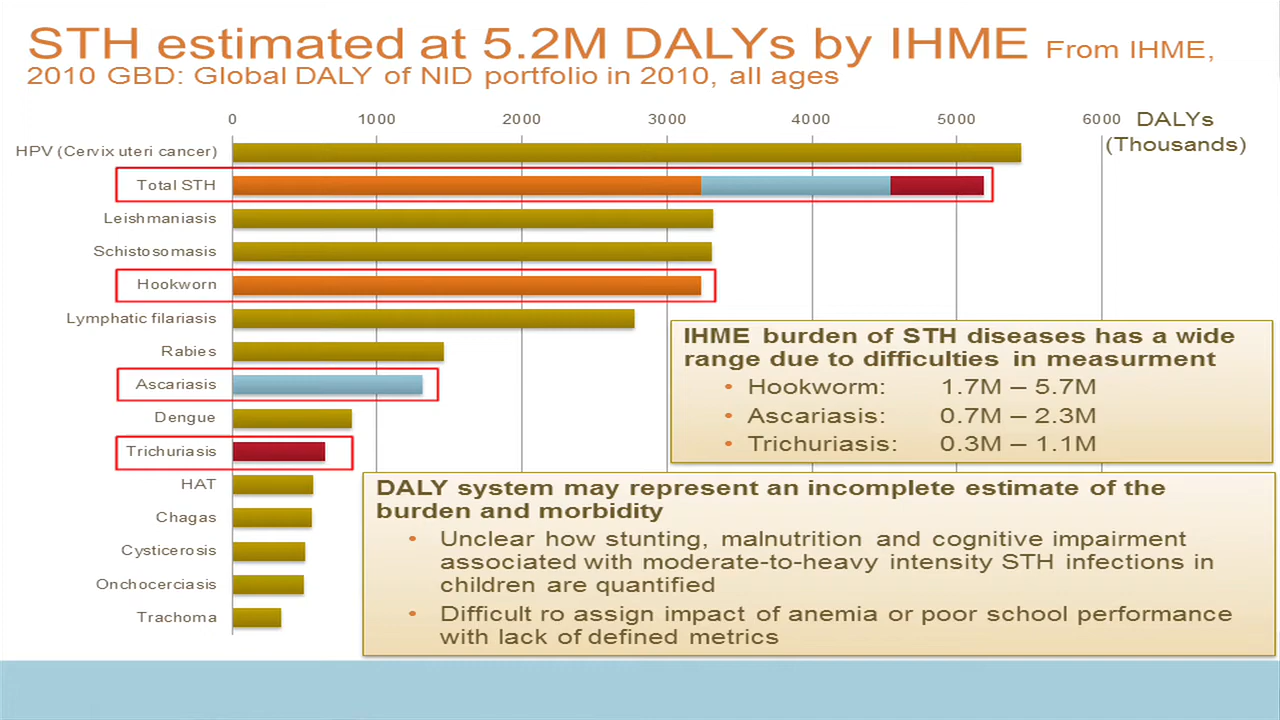 STH estimated at 5.2M DALYs by IHME From IHME,
2010 GBD: Global DALY of NID portfolio in 2010, all ages
0 1000 2000 3000 4000 5000 6000 DALYs
(Thousands)
HPV (Cervix uteri cancer)
Total STH
Leishmaniasis
Schistosomasis
Hookworn
Lymphatic filariasis
Rabies
Ascariasis
Dengue
Trichuriasis
HAT
Chagas
Cysticerosis
Onchocerciasis
Trachoma
IHME burden of STH diseases has a wide
range due to difficulties in measurment
• Hookworm: 1.7M – 5.7M
• Ascariasis: 0.7M – 2.3M
• Trichuriasis: 0.3M – 1.1M
DALY system may represent an incomplete estimate of the
burden and morbidity
• Unclear how stunting, malnutrition and cognitive impairment
associated with moderate-to-heavy intensity STH infections in
children are quantified
• Difficult ro assign impact of anemia or poor school performance
with lack of defined metrics